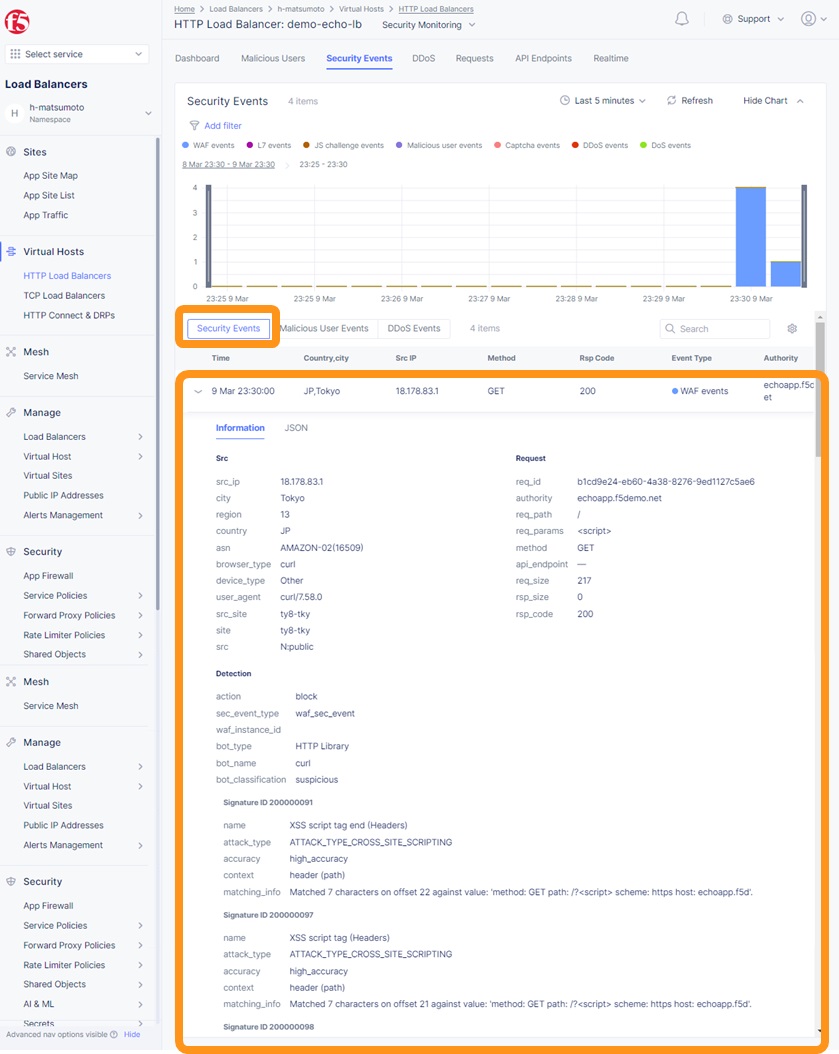 f5
Select service
Load Balancers
H
h-matsumoto
Namespace
Sites
App Site Map
App Site List
App Traffic
Virtual Hosts
HTTP Load Balancers
TCP Load Balancers
HTTP Connect & DRPs
Mesh
Service Mesh
Manage
Load Balancers
Virtual Host
Virtual Sites
Public IP Addresses
Alerts Management
Security
App Firewall
Service Policies
Forward Proxy Policies
Rate Limiter Policies
Shared Objects
Mesh
Service Mesh
Manage
Load Balancers
Virtual Host
Virtual Sites
Public IP Addresses
Alerts Management
Security
App Firewall
Service Policies
Forward Proxy Policies
Rate Limiter Policies
Shared Objects
AI & ML
Secrets
Advanced nav options visible Hide
Home > Load Balancers > h-matsumoto > Virtual Hosts > HTTP Load Balancers
HTTP Load Balancer: demo-echo-lb Security Monitoring
Support
Dashboard Malicious Users Security Events DDoS Requests API Endpoints Realtime
Security Events 4 items Last 5 minutes Refresh Hide Chart
Add filter
WAF events L7 events JS challenge events Malicious user events Captcha events DDoS events DoS events
8 Mar 23:30 - 9 Mar 23:30 > 23:25 - 23:30
4
3
2
1
0
23:25 9 Mar 23:25 9 Mar 23:26 9 Mar 23:27 9 Mar 23:28 9 Mar 23:29 9 Mar 23:30 9 Mar
Security Events Malicious User Events DDoS Events 4 items Search
Time Country,city Src IP Method Rsp Code Event Type Authority
9 Mar 23:30:00 JP,Tokyo 18.178.83.1 GET 200 WAF events echoapp.f5d
et
Information JSON
Src
src_ip 18.178.83.1
city Tokyo
region 13
country JP
asn AMAZON-02(16509)
browser_type curl
device_type Other
user_agent curl/7.58.0
src_site ty8-tky
site ty8-tky
src N:public
Request
req_id b1cd9e24-eb60-4a38-8276-9ed1127c5ae6
authority echoapp.f5demo.net
req_path /
req_params <script>
method GET
api_endpoint —
req_size 217
rsp_size 0
rsp_code 200
Detection
action block
sec_event_type waf_sec_event
waf_instance_id
bot_type HTTP Library
bot_name curl
bot_classification suspicious
Signature ID 200000091
name XSS script tag end (Headers)
attack_type ATTACK_TYPE_CROSS_SITE_SCRIPTING
accuracy high_accuracy
context header (path)
matching_info Matched 7 characters on offset 22 against value: 'method: GET path: /?<script> scheme: https host: echoapp.f5d'.
Signature ID 200000097
name XSS script tag (Headers)
attack_type ATTACK_TYPE_CROSS_SITE_SCRIPTING
accuracy high_accuracy
context header (path)
matching_info Matched 7 characters on offset 21 against value: 'method: GET path: /?<script> scheme: https host: echoapp.f5d'.
Signature ID 200000098